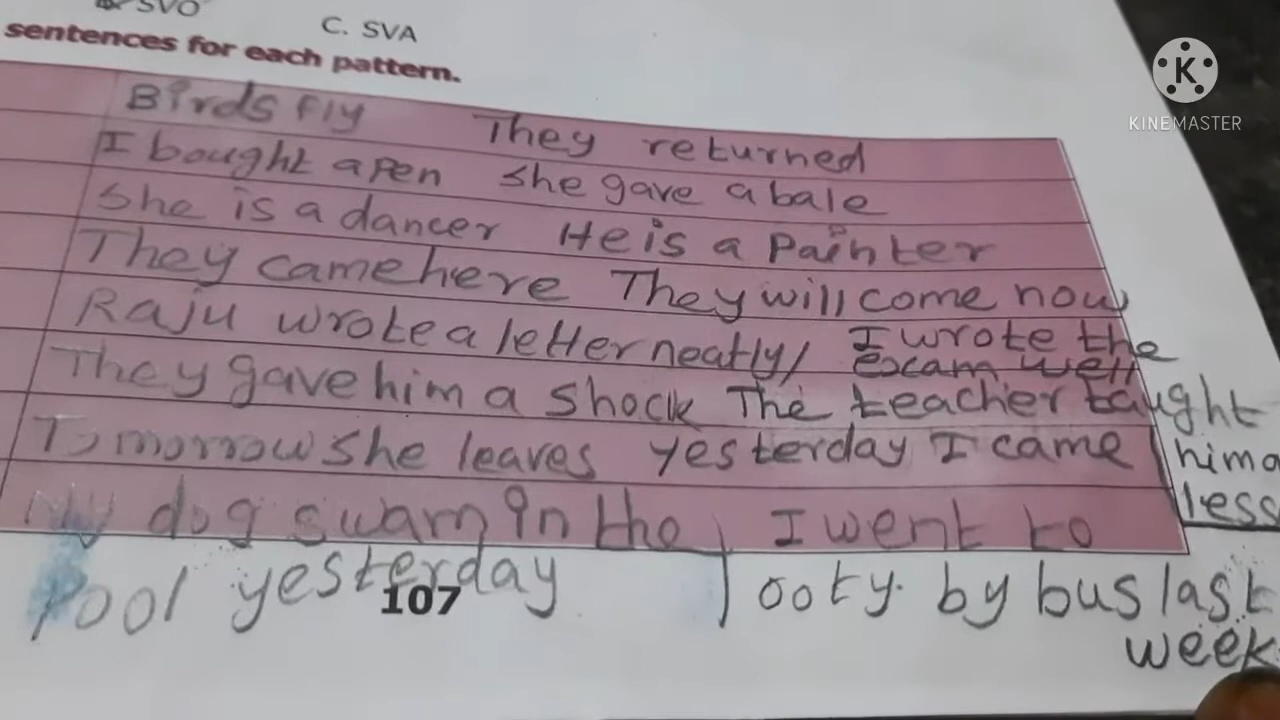 SVO
C. SVA
sentences for each pattern.
Birds fly They returned
I bought a pen she gave a bale
She is a dancer He is a Painter
They came here They will come now
Raju wrote a letter neatly/ I wrote the
exam well
They gave him a shock The teacher taught
him a
less
Tomorrow she leaves yesterday I came
My dog swam in the I went to
Pool yesterday ooty. by bus last
week
107
K
KINEMASTER